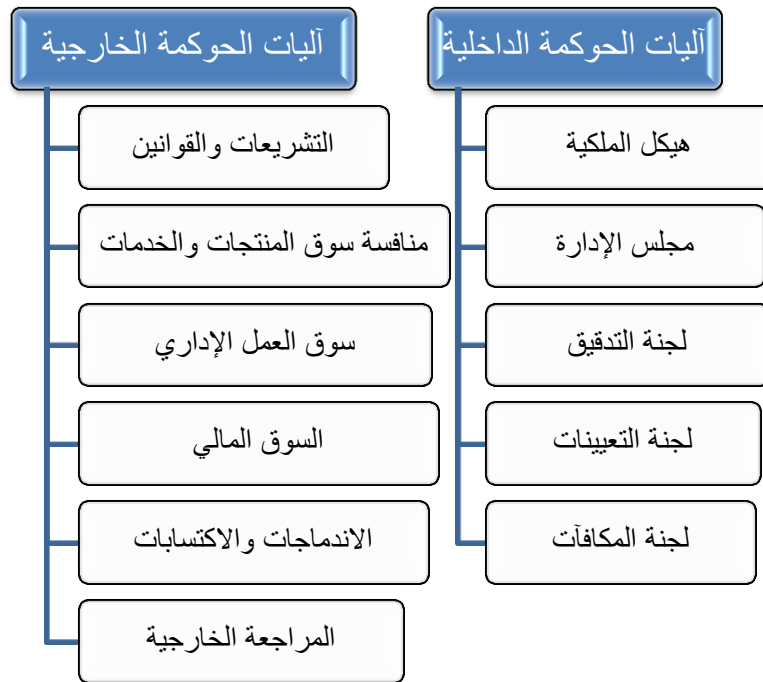 آليات الحوكمة الداخلية
هيكل الملكية
مجلس الإدارة
لجنة التدقيق
لجنة التعيينات
لجنة المكافآت
آليات الحوكمة الخارجية
التشريعات والقوانين
منافسة سوق المنتجات والخدمات
سوق العمل الإداري
السوق المالي
الاندماجات والاكتسابات
المراجعة الخارجية